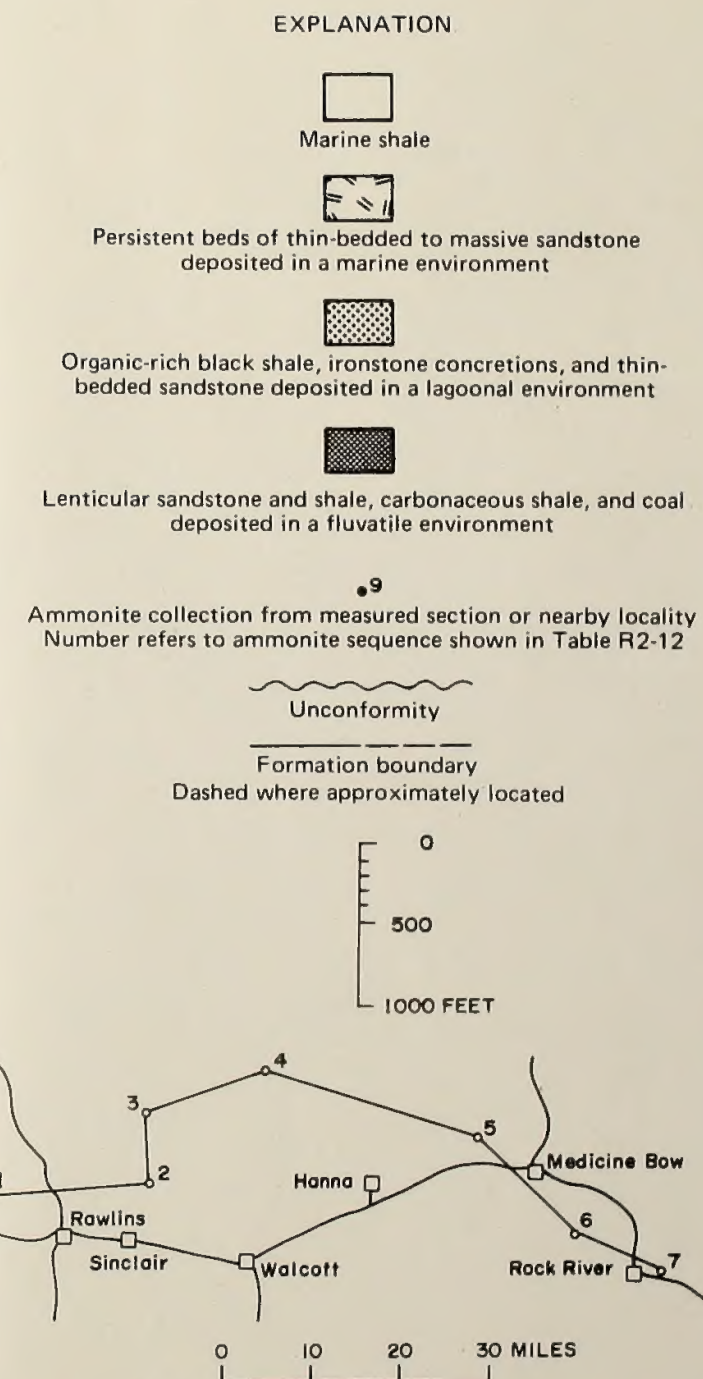 EXPLANATION
Marine shale
Persistent beds of thin-bedded to massive sandstone
deposited in a marine environment
Organic-rich black shale, ironstone concretions, and thin-
bedded sandstone deposited in a lagoonal environment
Lenticular sandstone and shale, carbonaceous shale, and coal
deposited in a fluvatile environment
9
Ammonite collection from measured section or nearby locality
Number refers to ammonite sequence shown in Table R2-12
Unconformity
Formation boundary
Dashed where approximately located
0
500
1000 FEET
4
3
5
2
Medicine Bow
Hanna
Rawlins
6
Sinclair
Walcott
Rock River
7
0 10 20 30 MILES